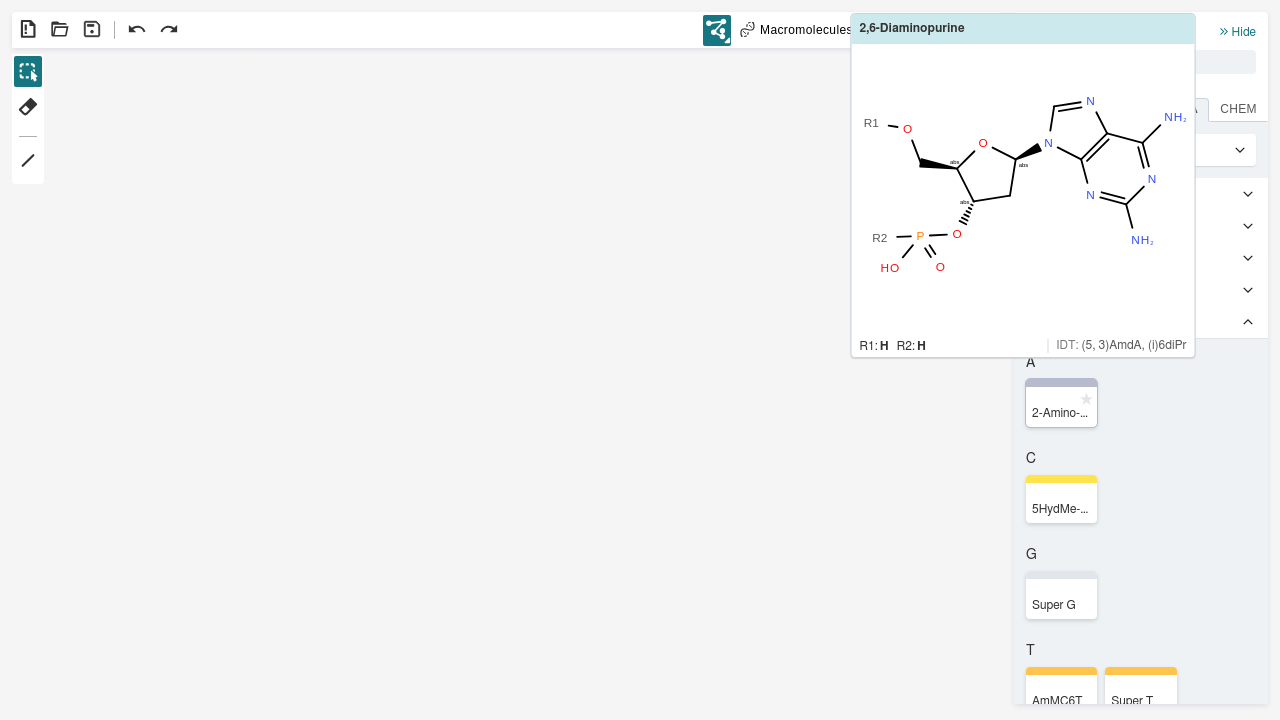 Macromolecules
2,6-Diaminopurine
Hide
CHEM
R1
O
O
abs
abs
abs
N
N
N
N
NH₂
NH₂
R2
P
O
HO
O
R1: H R2: H
IDT: (5, 3)AmdA, (i)6diPr
A
2-Amino-...
C
5HydMe-...
G
Super G
T
AmMC6T
Super T